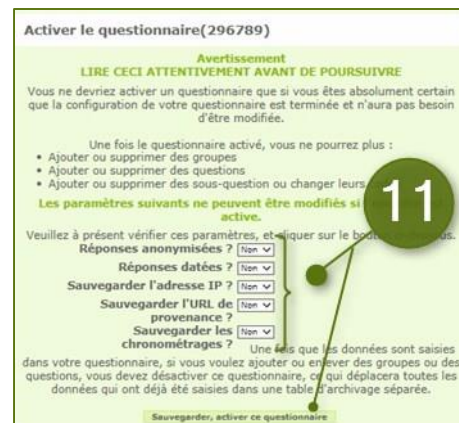 Activer le questionnaire(296789)
Avertissement
LIRE CECI ATTENTIVEMENT AVANT DE POURSUIVRE
Vous ne devriez activer un questionnaire que si vous êtes absolument certain
que la configuration de votre questionnaire est terminée et n'aura pas besoin
d'être modifiée.
Une fois le questionnaire activé, vous ne pourrez plus :
• Ajouter ou supprimer des groupes
• Ajouter ou supprimer des questions
• Ajouter ou supprimer des sous-question ou changer leurs
11
Les paramètres suivants ne peuvent être modifiés si
active.
Veuillez à présent vérifier ces paramètres, et cliquer sur le
Réponses anonymisées ? Non
Réponses datées ? Non
Sauvegarder l'adresse IP ? Non
Sauvegarder l'URL de provenance ? Non
Sauvegarder les chronométrages ? Non
Une fois que les données sont saisies
dans votre questionnaire, si vous voulez ajouter ou enlever des groupes ou des
questions, vous devez désactiver ce questionnaire, ce qui déplacera toutes les
données qui ont déjà été saisies dans une table d'archivage séparée.
Sauvegarder, activer ce questionnaire